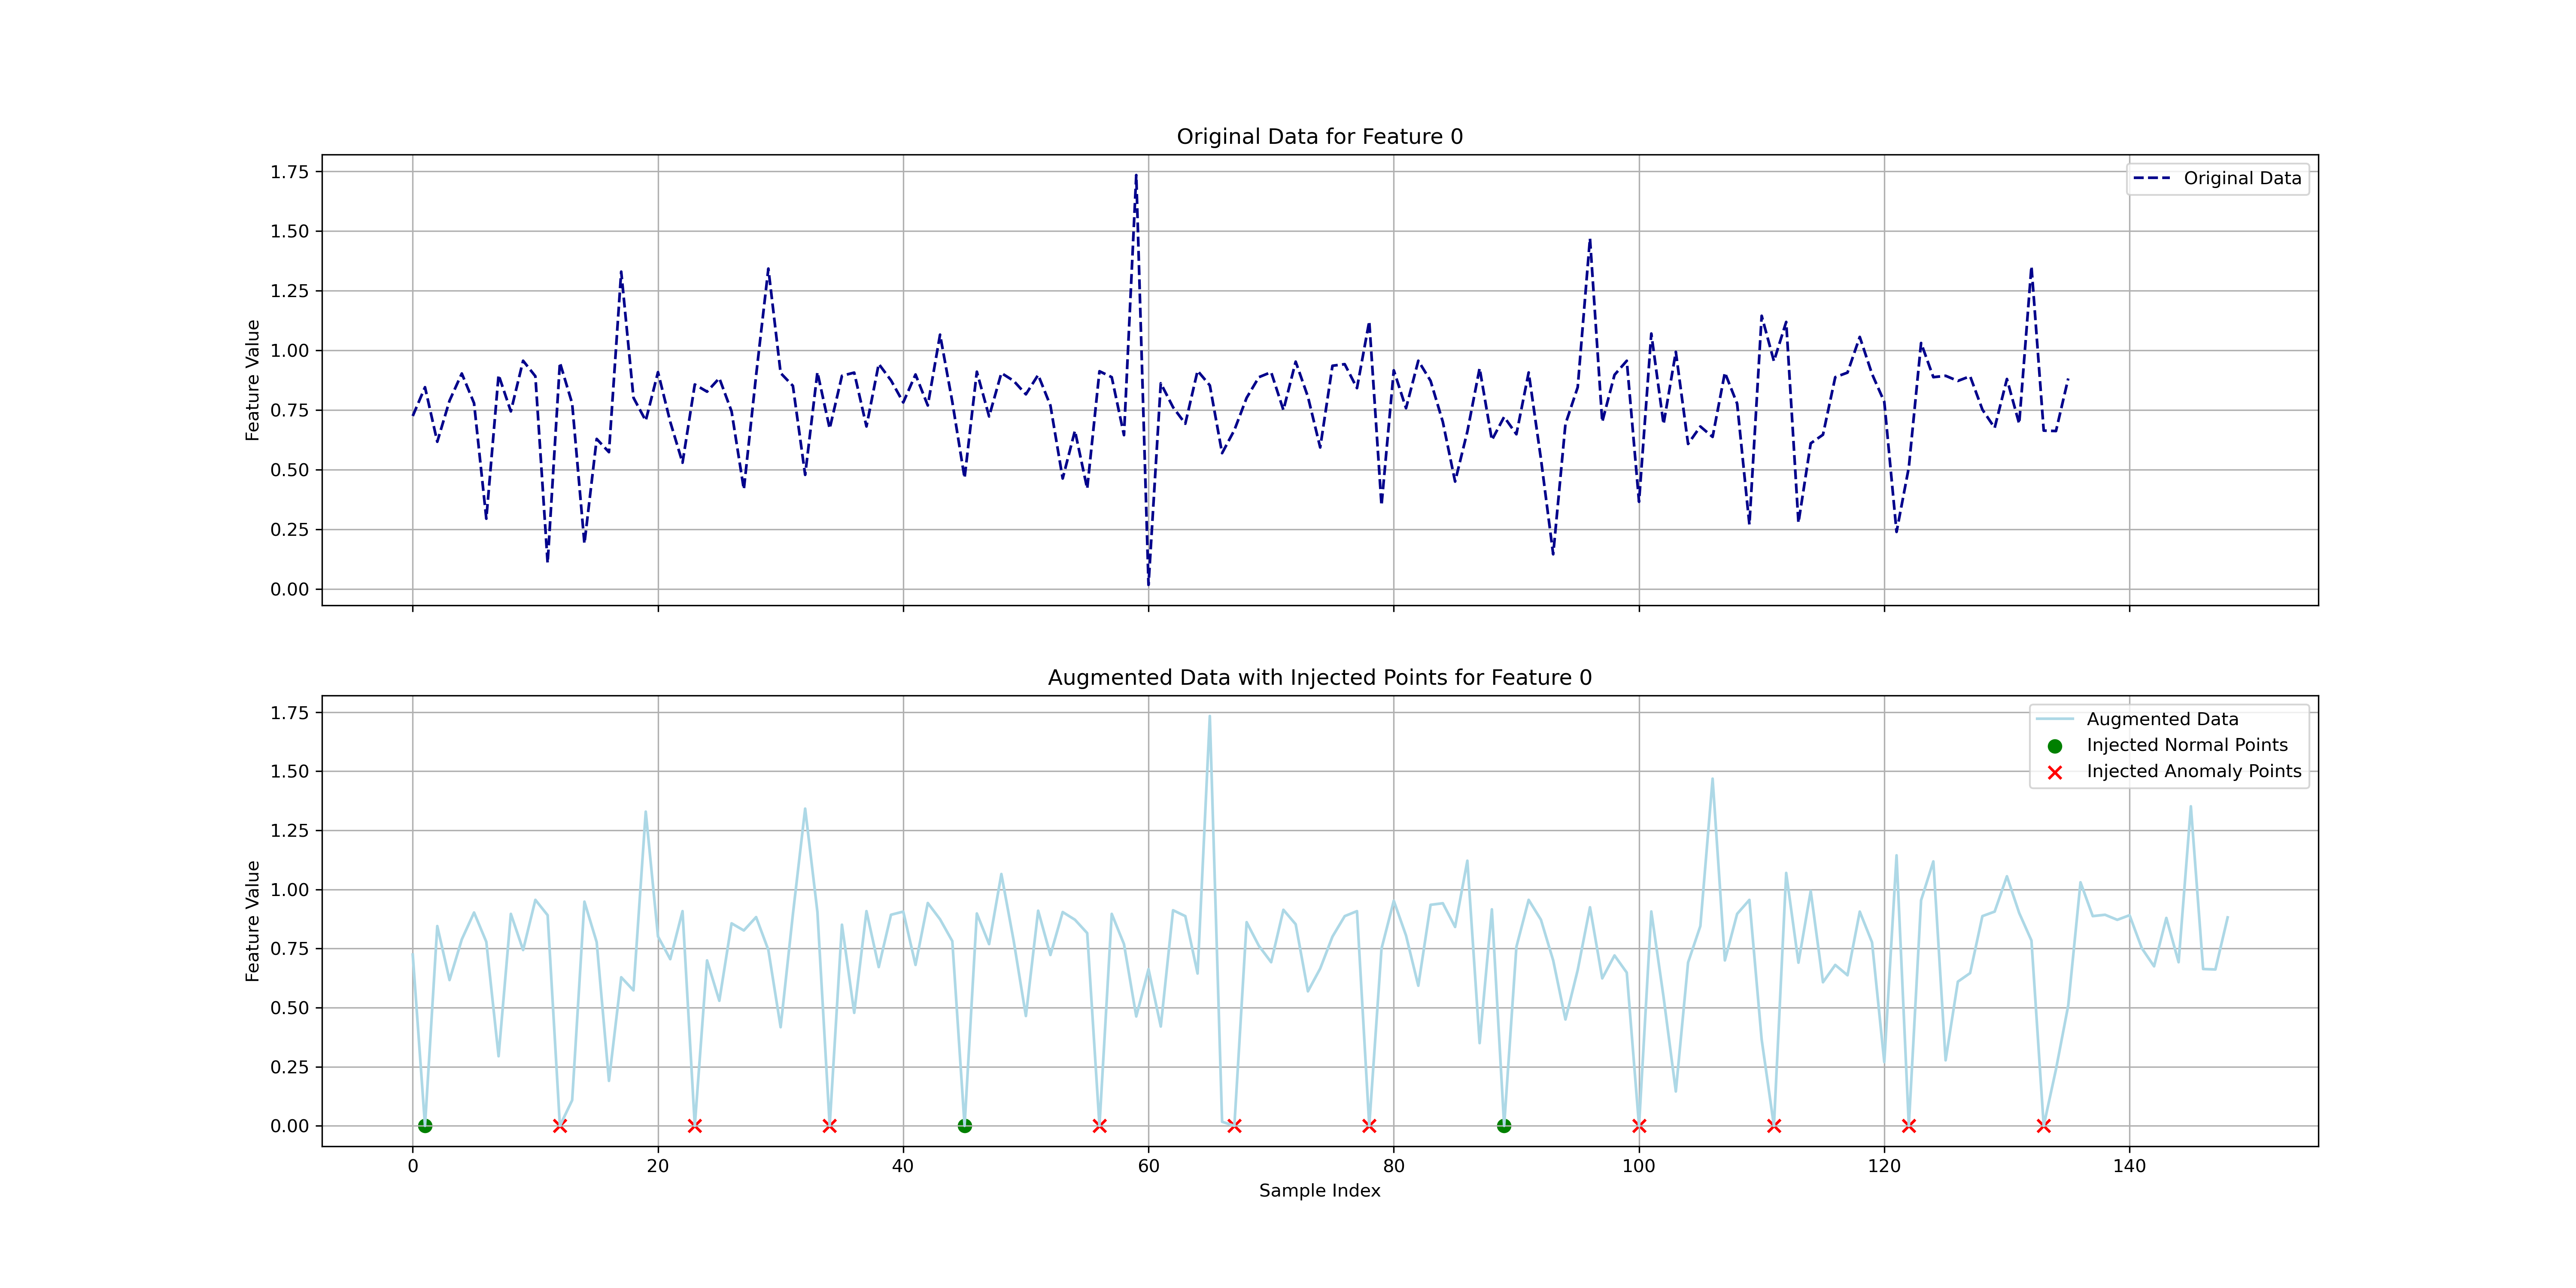 Original Data for Feature 0
1.75
1.50
1.25
1.00
0.75
0.50
0.25
0.00
Feature Value
Original Data
Augmented Data with Injected Points for Feature 0
1.75
1.50
1.25
1.00
0.75
0.50
0.25
0.00
Feature Value
Augmented Data
Injected Normal Points
Injected Anomaly Points
0 20 40 60 80 100 120 140
Sample Index